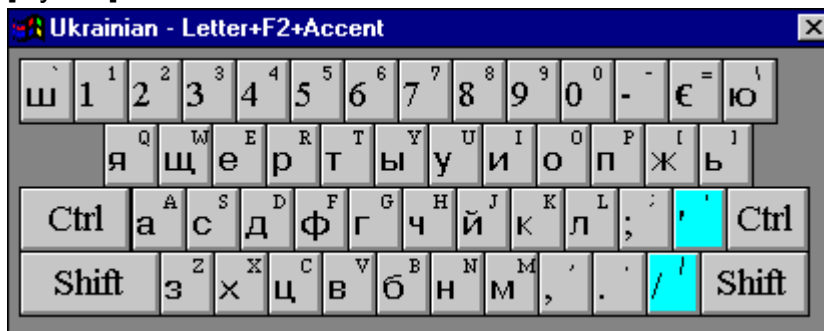 Ukrainian - Letter+F2+Accent
ш ` 1 1 2 2 3 3 4 4 5 5 6 6 7 7 8 8 9 9 0 0 - - € = ю \
я Q щ W е E р R т T ы Y у U и I о O п P ж [ ь ]
Ctrl а A с S д D ф F г G ч H й J к K л L ; ; ' ' Ctrl
Shift з Z х X ц C в V б B н N м M , , . . / / Shift